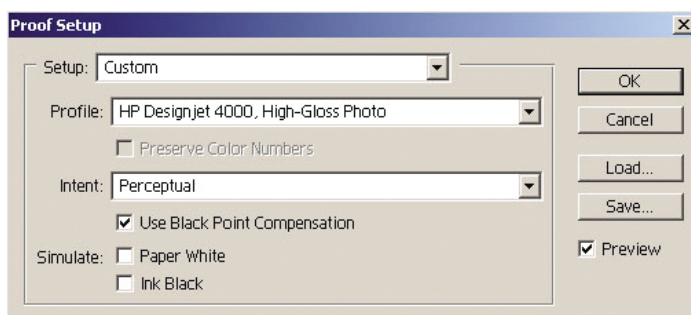 Proof Setup
Setup: Custom
OK
Profile: HP Designjet 4000, High-Gloss Photo
Cancel
Preserve Color Numbers
Load...
Intent: Perceptual
Save...
Use Black Point Compensation
Preview
Simulate: Paper White
Ink Black